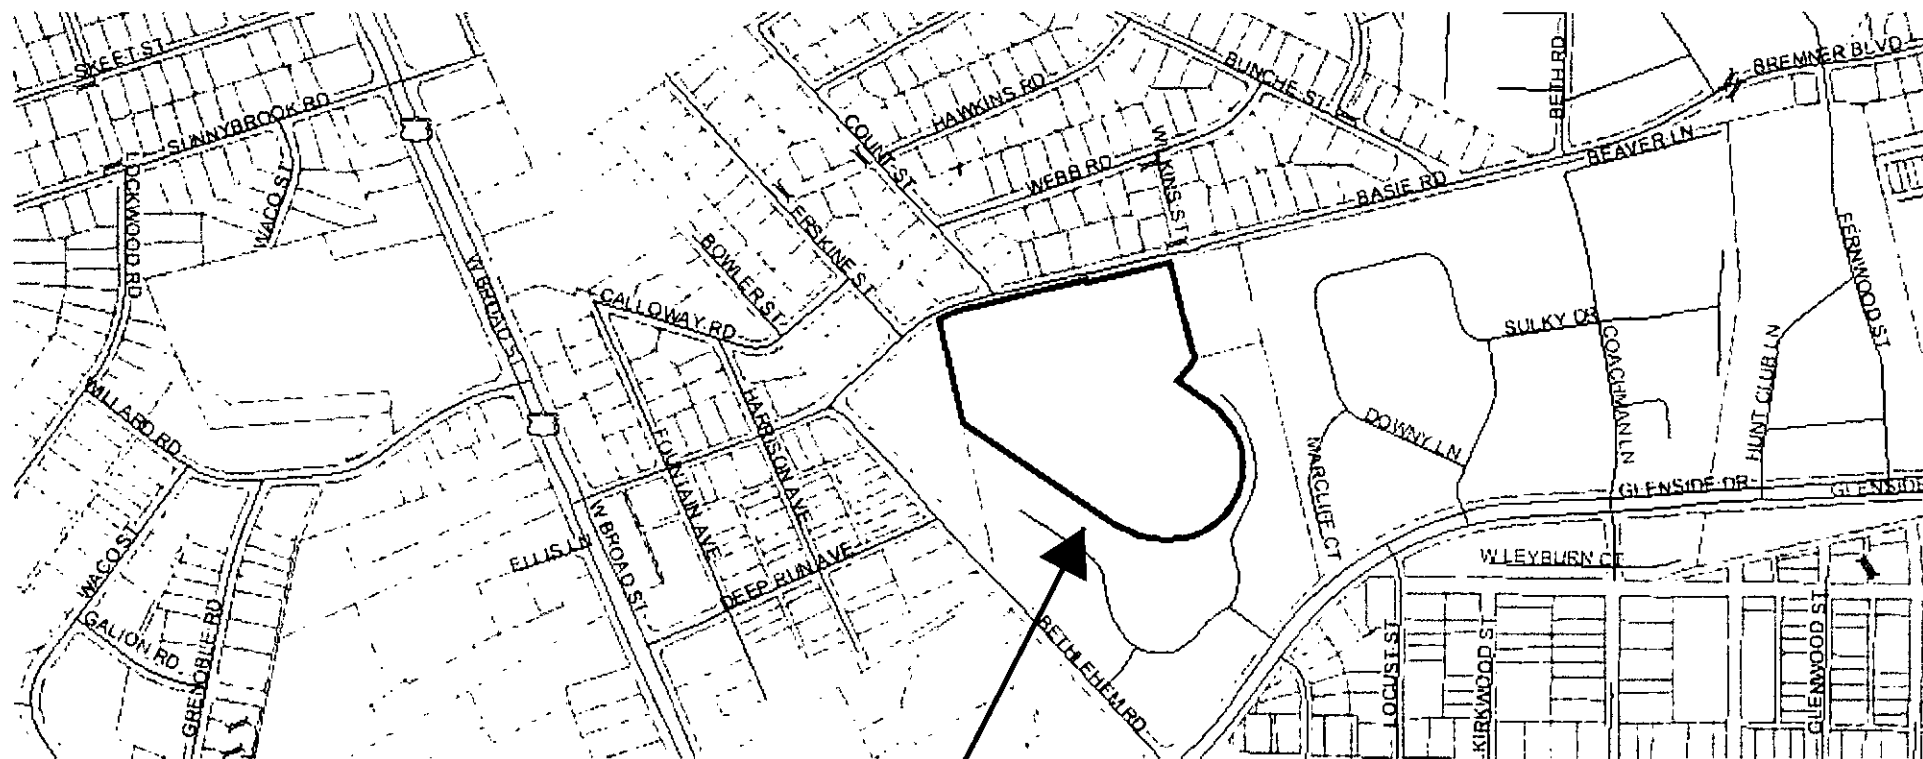 SKEET ST
SUNNYBROOK RD
LOCKWOOD RD
WACO ST
W BROAD ST
COUNT ST
HAWKINS RD
WEBB RD
WILKINS ST
BUNCHE ST
BETH RD
BREMNER BLVD
BEAVER LN
BASIE RD
ERSKINE ST
BOWLER ST
CALLOWAY RD
FERNWOOD ST
SULKY DR
COACHMAN LN
HUNT CLUB LN
DOWNY LN
MARCLIFF CT
GLENSIDE DR
GLENSIDE
WILLARD RD
HARRISON AVE
FOUNTAIN AVE
W BROAD ST
ELLIS LN
DEEP RUN AVE
WACO ST
GALION RD
GRENOBLE RD
BETHLEHEM RD
W LEYBURN CT
LOCUST ST
KIRKWOOD ST
GLENWOOD ST